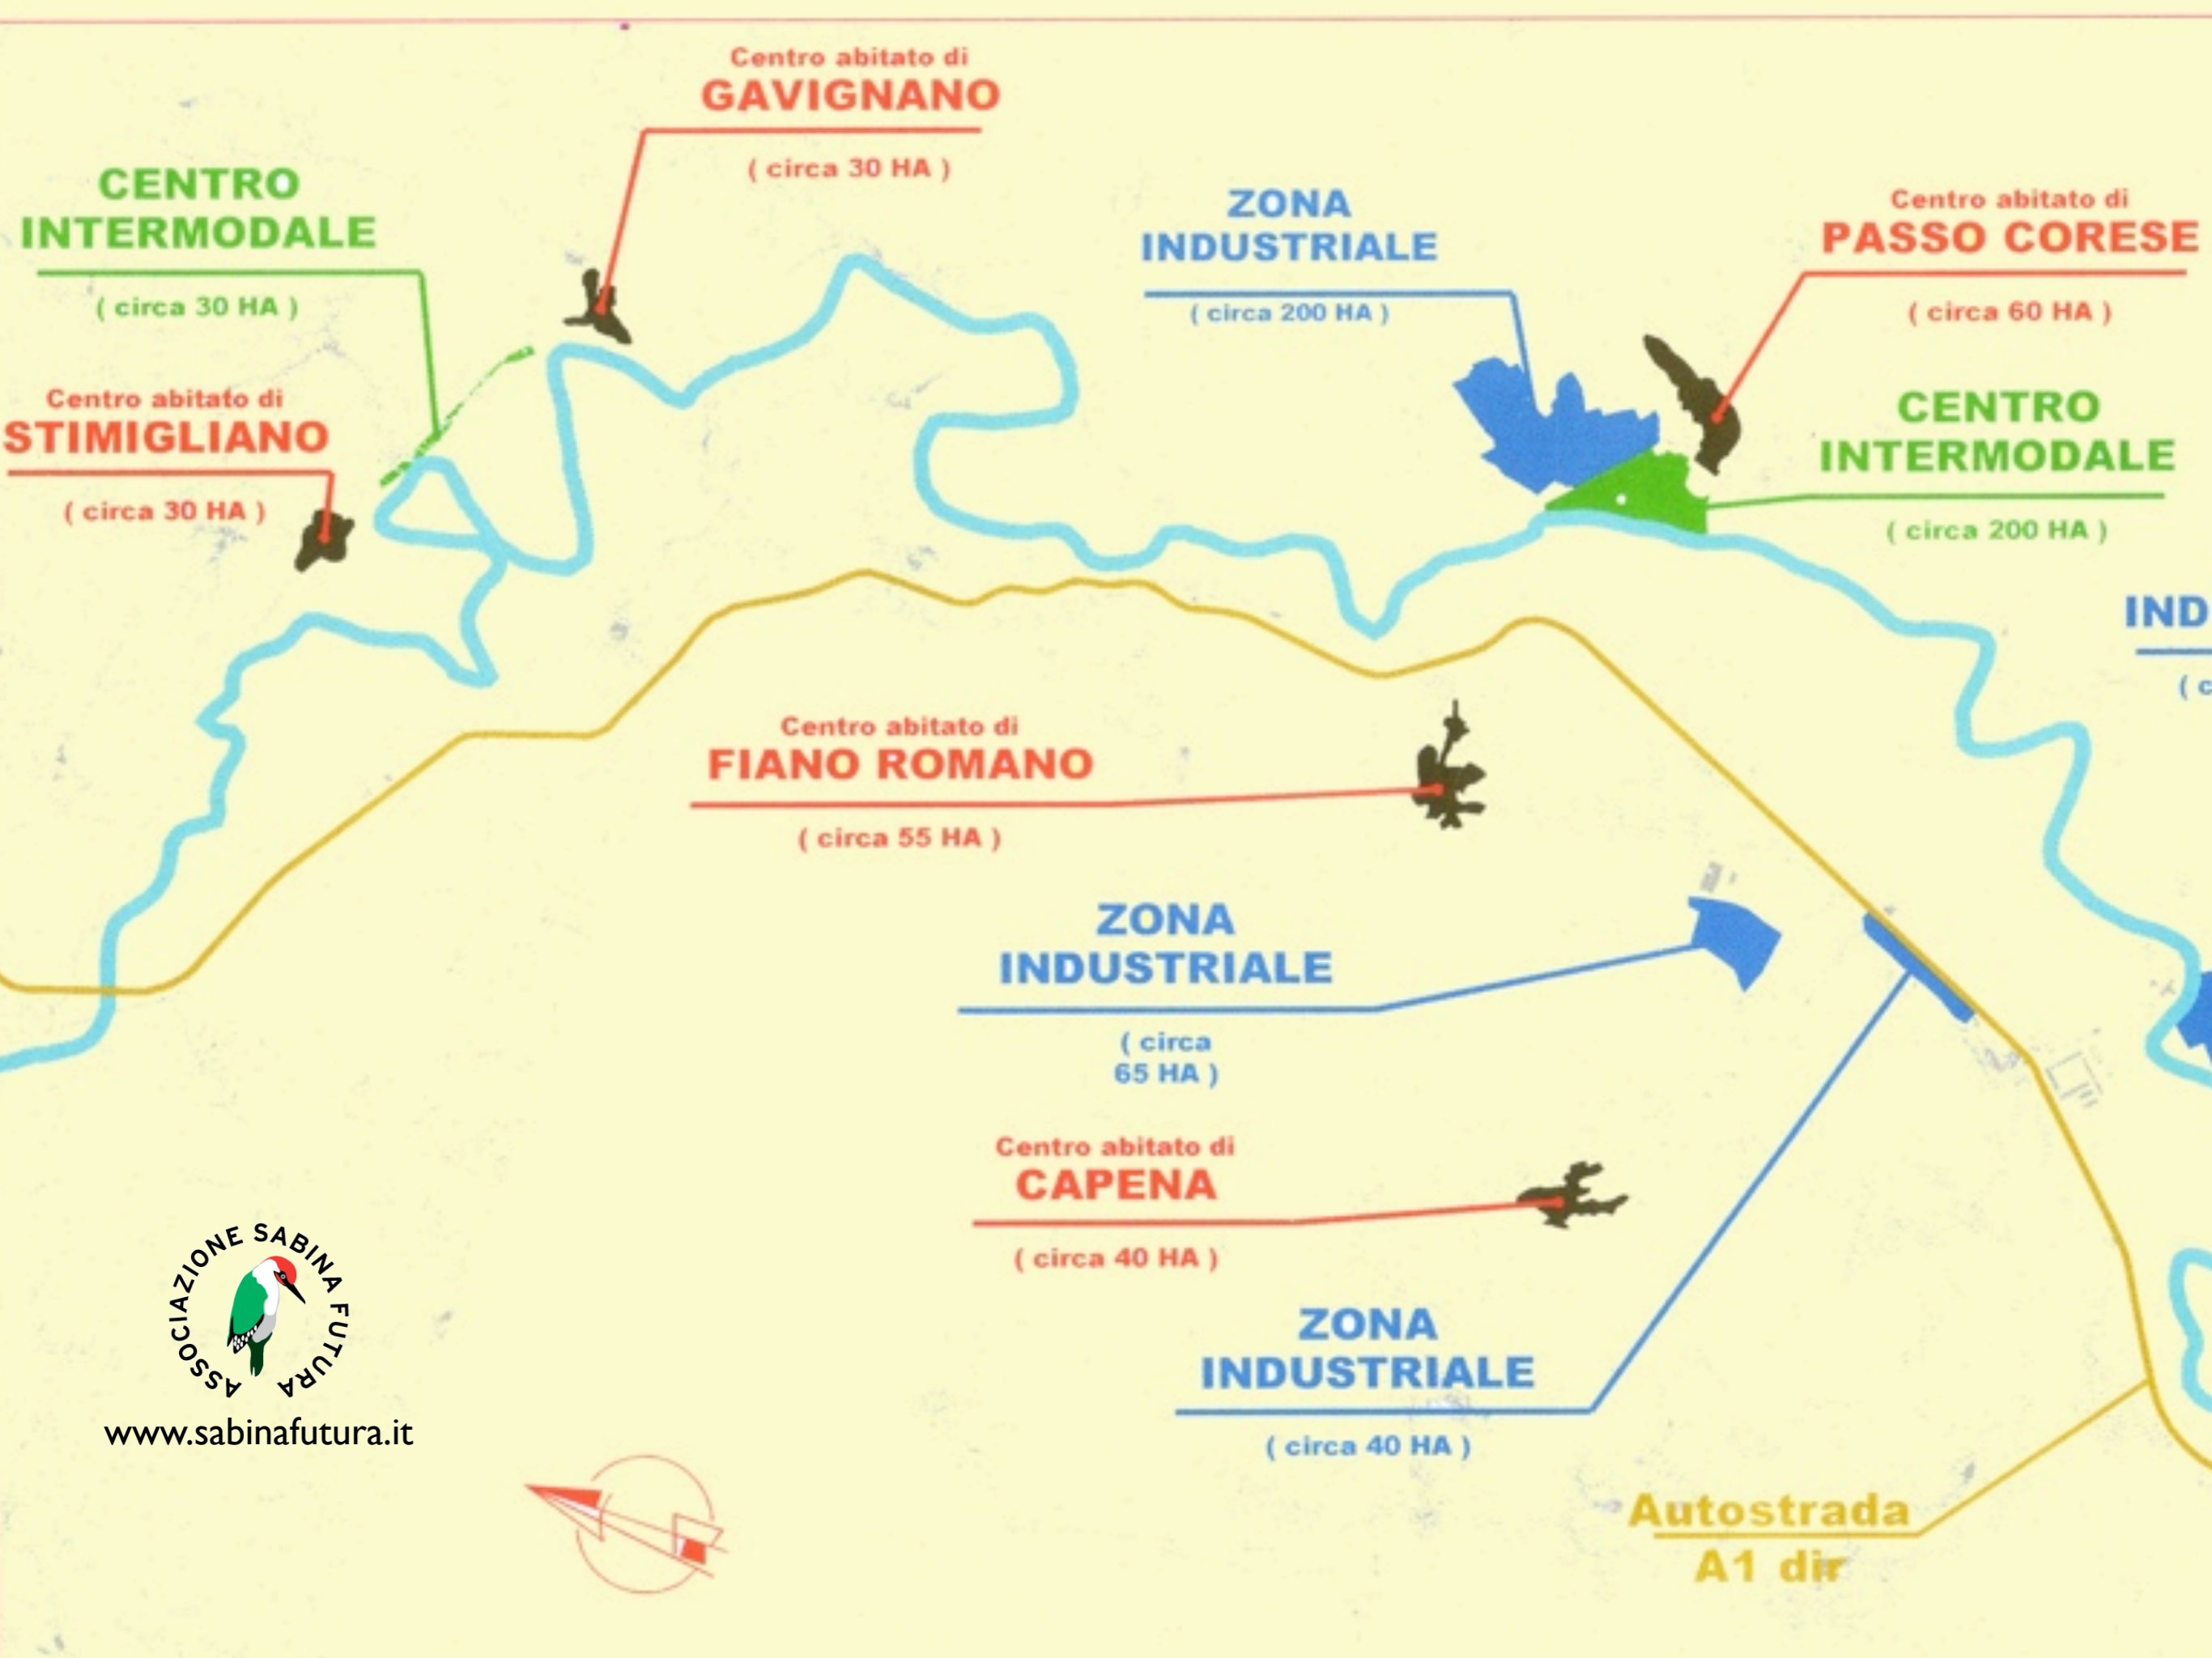 Centro abitato di
GAVIGNANO
( circa 30 HA )
CENTRO
INTERMODALE
( circa 30 HA )
ZONA
INDUSTRIALE
( circa 200 HA )
Centro abitato di
PASSO CORESE
( circa 60 HA )
Centro abitato di
STIMIGLIANO
( circa 30 HA )
CENTRO
INTERMODALE
( circa 200 HA )
IND
( c
Centro abitato di
FIANO ROMANO
( circa 55 HA )
ZONA
INDUSTRIALE
( circa
65 HA )
Centro abitato di
CAPENA
( circa 40 HA )
ZONA
INDUSTRIALE
( circa 40 HA )
ASSOCIAZIONE SABINA FUTURA
www.sabinafutura.it
Autostrada
A1 dir